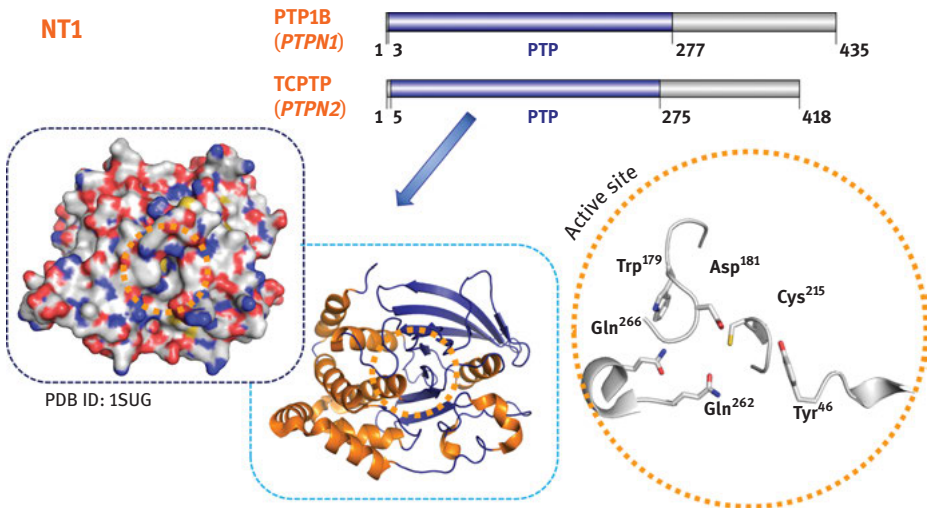 NT1
PTP1B
(PTPN1)
1 3 PTP 277 435
TCPTP
(PTPN2)
1 5 PTP 275 418
PDB ID: 1SUG
Active site
Trp179 Asp181
Cys215
Gln266
Gln262
Tyr46